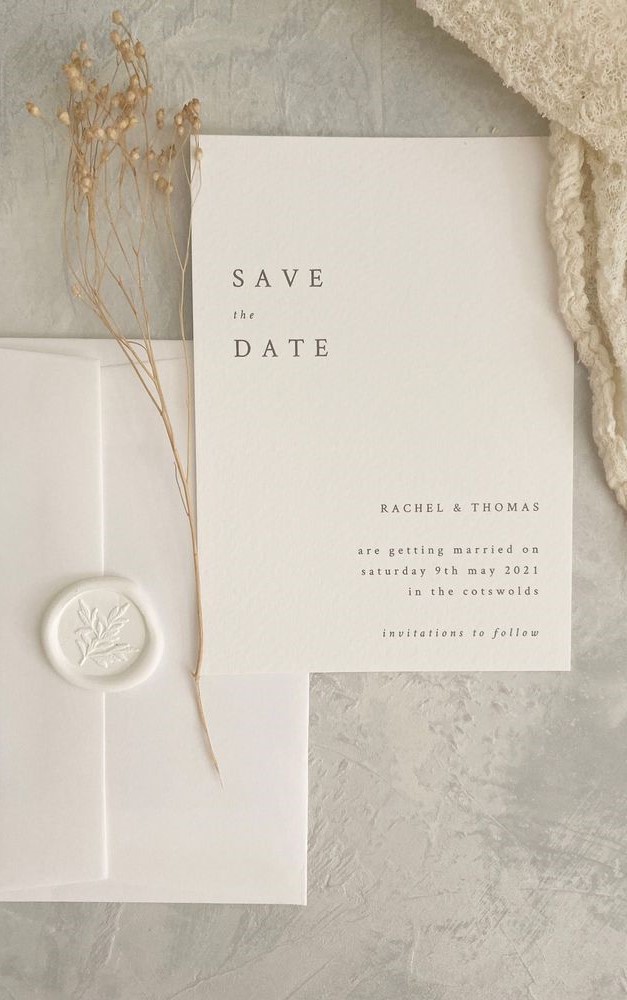 SAVE
the
DATE
RACHEL & THOMAS
are getting married on
saturday 9th may 2021
in the cotswolds
invitations to follow